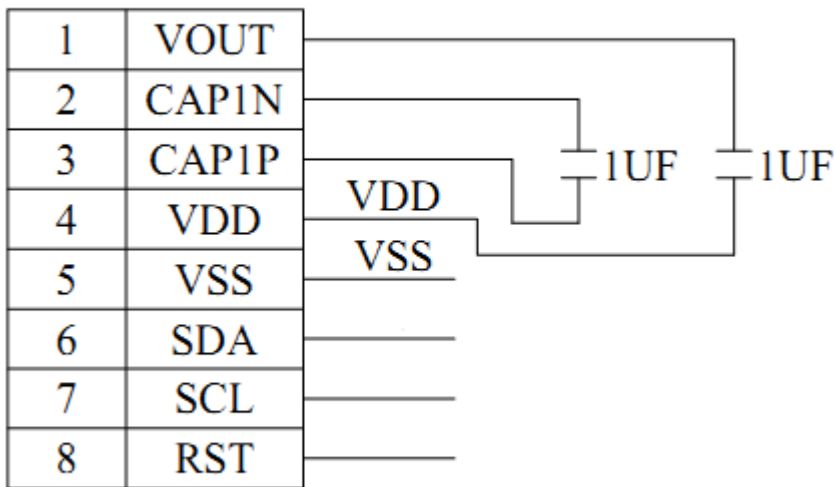 1 VOUT
2 CAP1N
3 CAP1P 1UF 1UF
4 VDD VDD
5 VSS VSS
6 SDA
7 SCL
8 RST